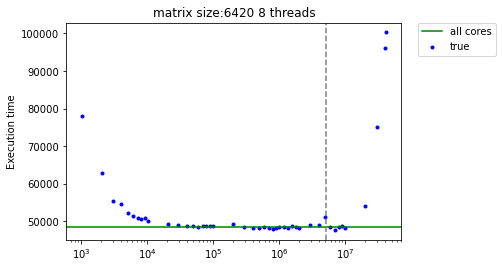 matrix size:6420 8 threads
all cores
true
Execution time
100000
90000
80000
70000
60000
50000
10³
10⁴
10⁵
10⁶
10⁷